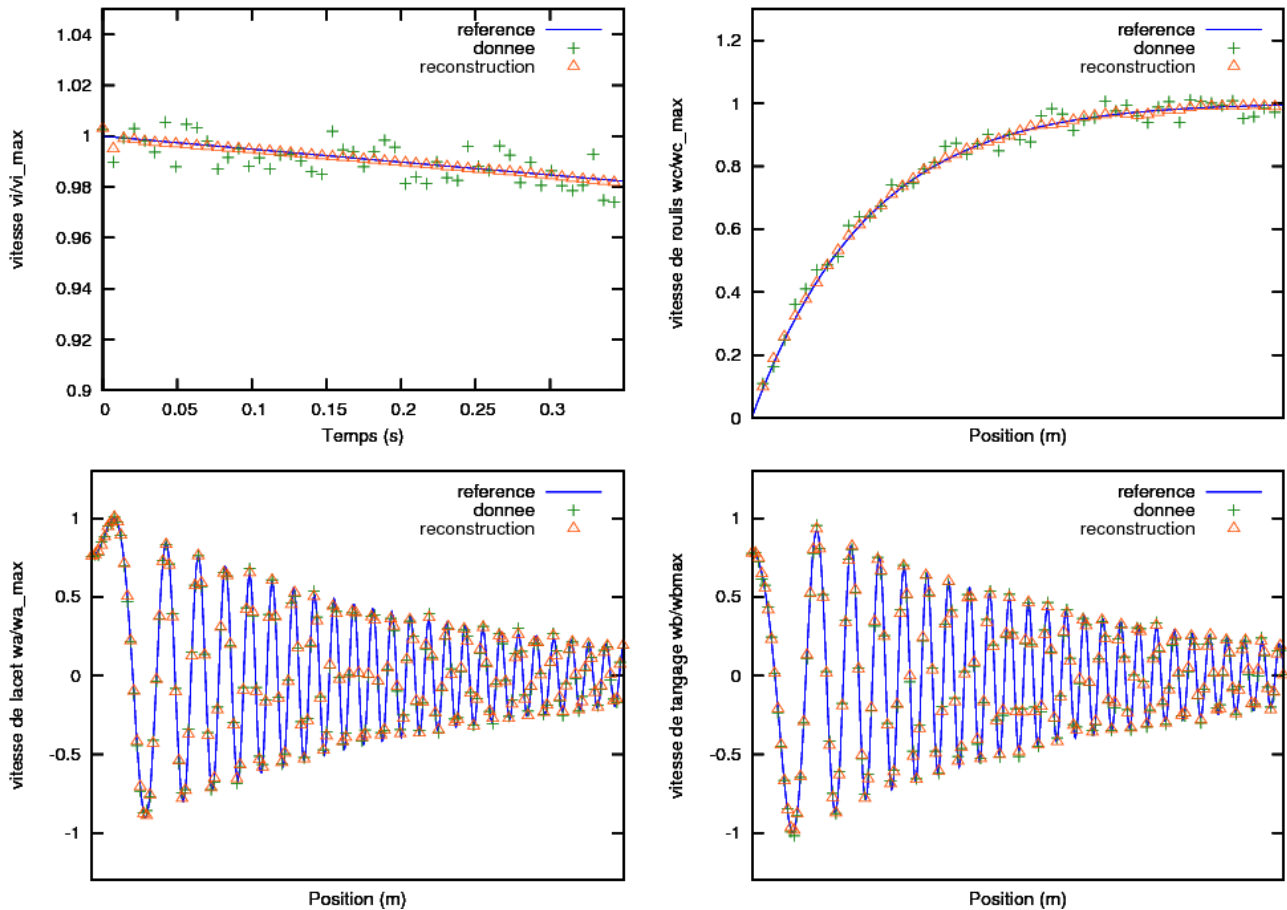 1.04
1.02
1
0.98
0.96
0.94
0.92
0.9
0
0.05
0.1
0.15
0.2
0.25
0.3
vitesse vi/vi_max
Temps (s)
reference
donnee
reconstruction
1.2
1
0.8
0.6
0.4
0.2
0
vitesse de roulis wc/wc_max
Position (m)
reference
donnee
reconstruction
1
0.5
0
-0.5
-1
vitesse de lacet wa/wa_max
Position (m)
reference
donnee
reconstruction
1
0.5
0
-0.5
-1
vitesse de tangage wb/wbmax
Position (m)
reference
donnee
reconstruction